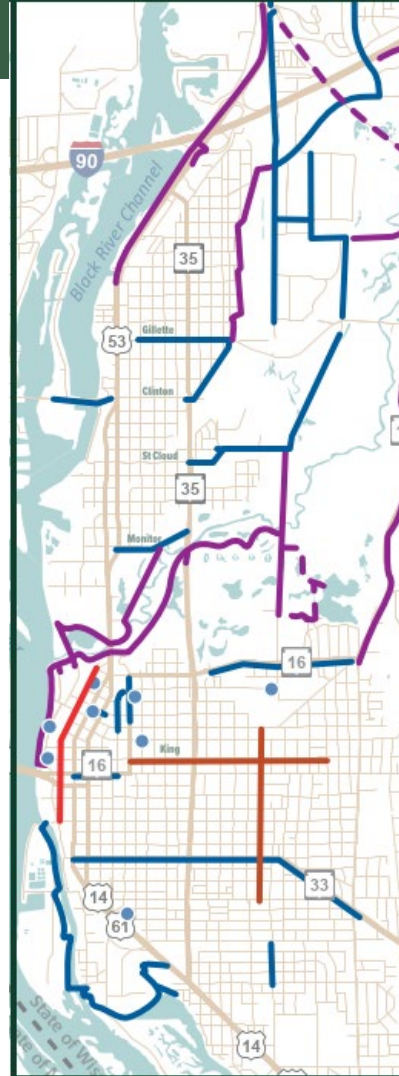 90
Black River Channel
35
Gillette
53
Clinton
St Cloud
35
Monitor
16
King
16
33
14
61
State of Wis
14